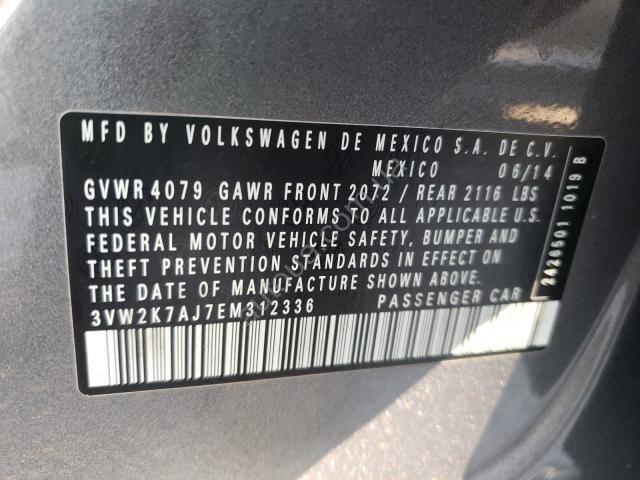 MFD BY VOLKSWAGEN DE MEXICO S.A. DE C.V.
MEXICO 06/14
GVWR 4079 GAWR FRONT 2072 / REAR 2116 LBS
THIS VEHICLE CONFORMS TO ALL APPLICABLE U.S.
FEDERAL MOTOR VEHICLE SAFETY, BUMPER AND
THEFT PREVENTION STANDARDS IN EFFECT ON
THE DATE OF MANUFACTURE SHOWN ABOVE.
3VW2K7AJ7EM312336 PASSENGER CAR
1019 B